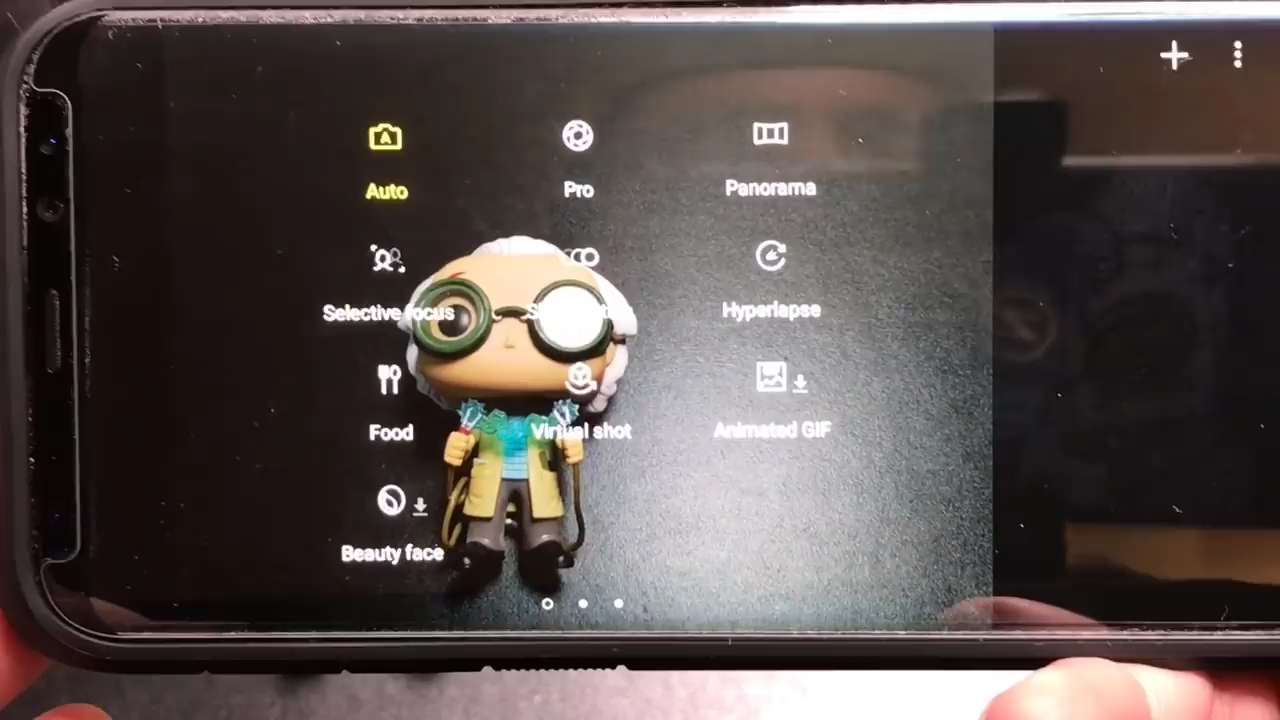 Auto
Pro
Panorama
Selective focus
Hyperlapse
Food
Virtual shot
Animated GIF
Beauty face